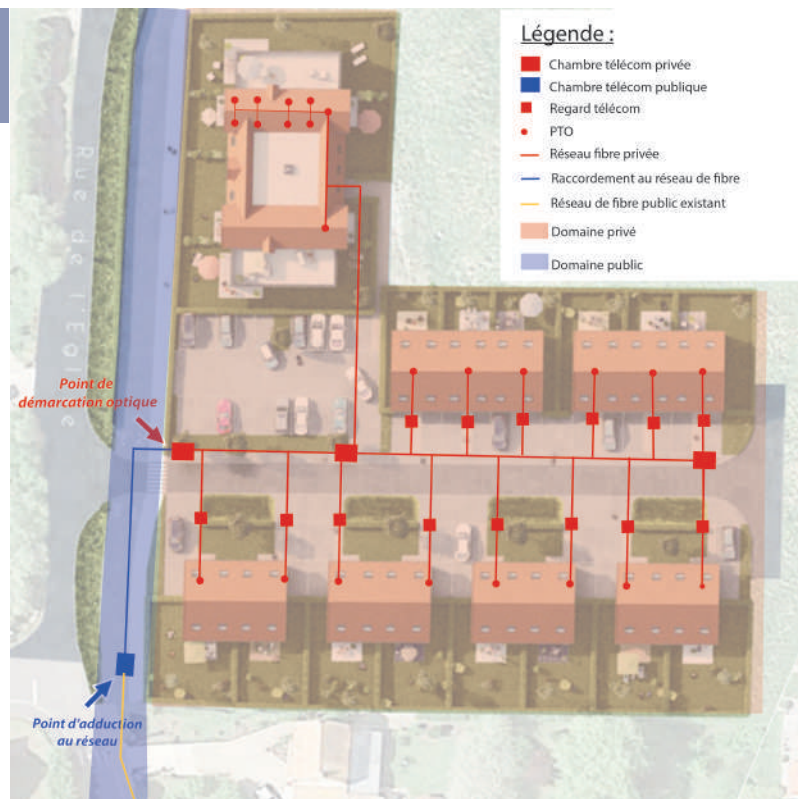 Légende :
Chambre télécom privée
Chambre télécom publique
Regard télécom
PTO
Réseau fibre privée
Raccordement au réseau de fibre
Réseau de fibre public existant
Domaine privé
Domaine public
Rue de l'Eglise
Point de
démarcation optique
Point d'adduction
au réseau